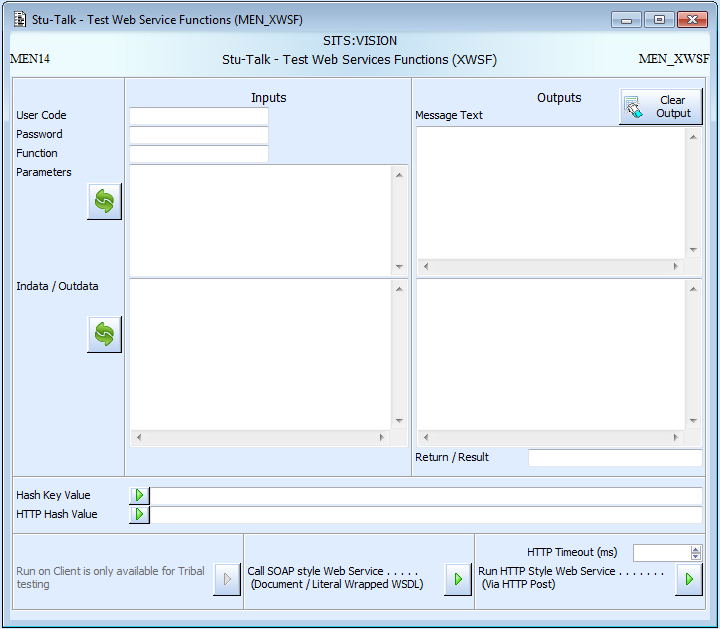 Stu-Talk - Test Web Service Functions (MEN_XWSF)
SITS:VISION
MEN14
Stu-Talk - Test Web Services Functions (XWSF)
MEN_XWSF
Inputs
Outputs
Clear
Output
User Code
Message Text
Password
Function
Parameters
Indata / Outdata
Return / Result
Hash Key Value
HTTP Hash Value
HTTP Timeout (ms)
Run on Client is only available for Tribal
testing
Call SOAP style Web Service . . . . .
(Document / Literal Wrapped WSDL)
Run HTTP Style Web Service . . . . . . .
(Via HTTP Post)